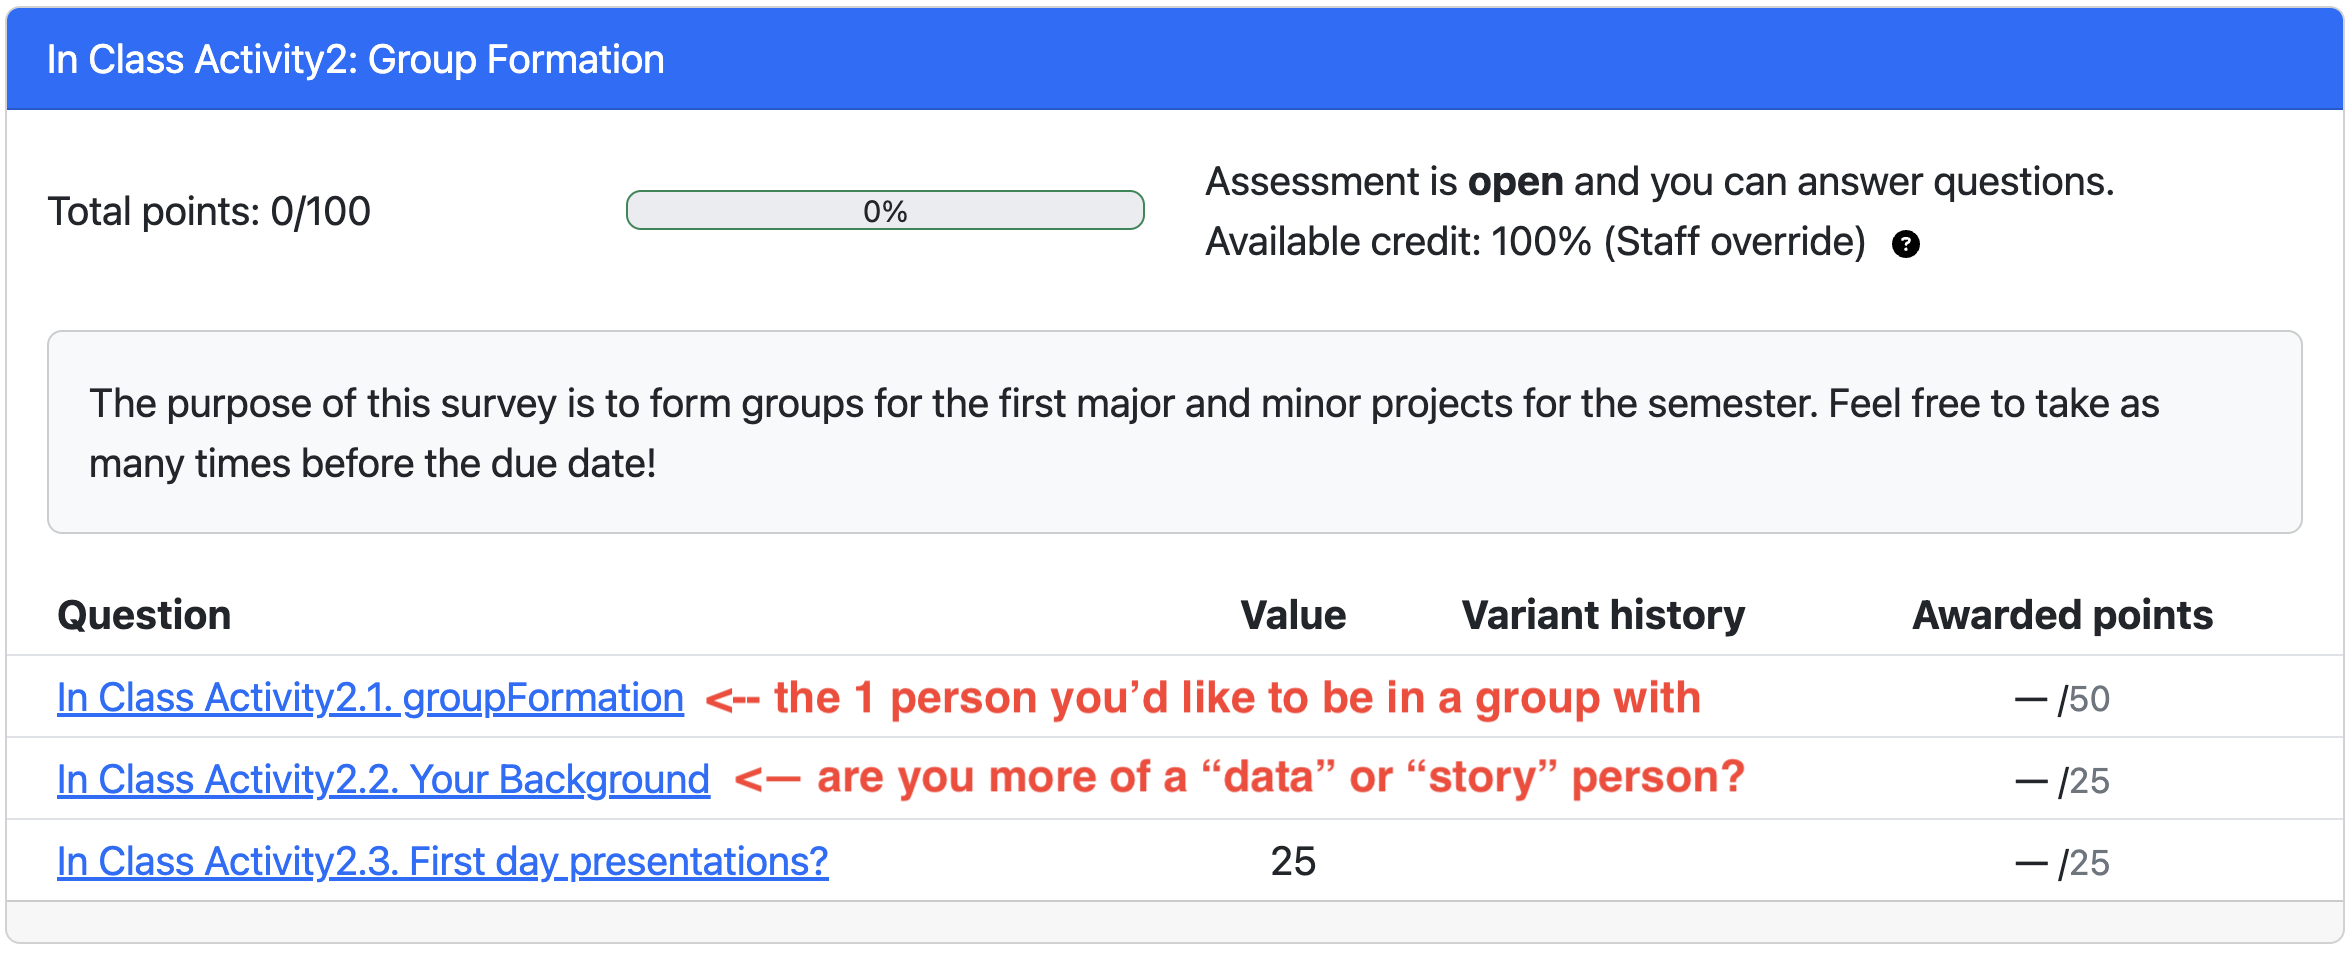 In Class Activity2: Group Formation
Total points: 0/100
0%
Assessment is open and you can answer questions.
Available credit: 100% (Staff override) ?
The purpose of this survey is to form groups for the first major and minor projects for the semester. Feel free to take as
many times before the due date!
Question Value Variant history Awarded points
In Class Activity2.1. groupFormation <-- the 1 person you’d like to be in a group with — /50
In Class Activity2.2. Your Background <— are you more of a “data” or “story” person? — /25
In Class Activity2.3. First day presentations? 25 — /25